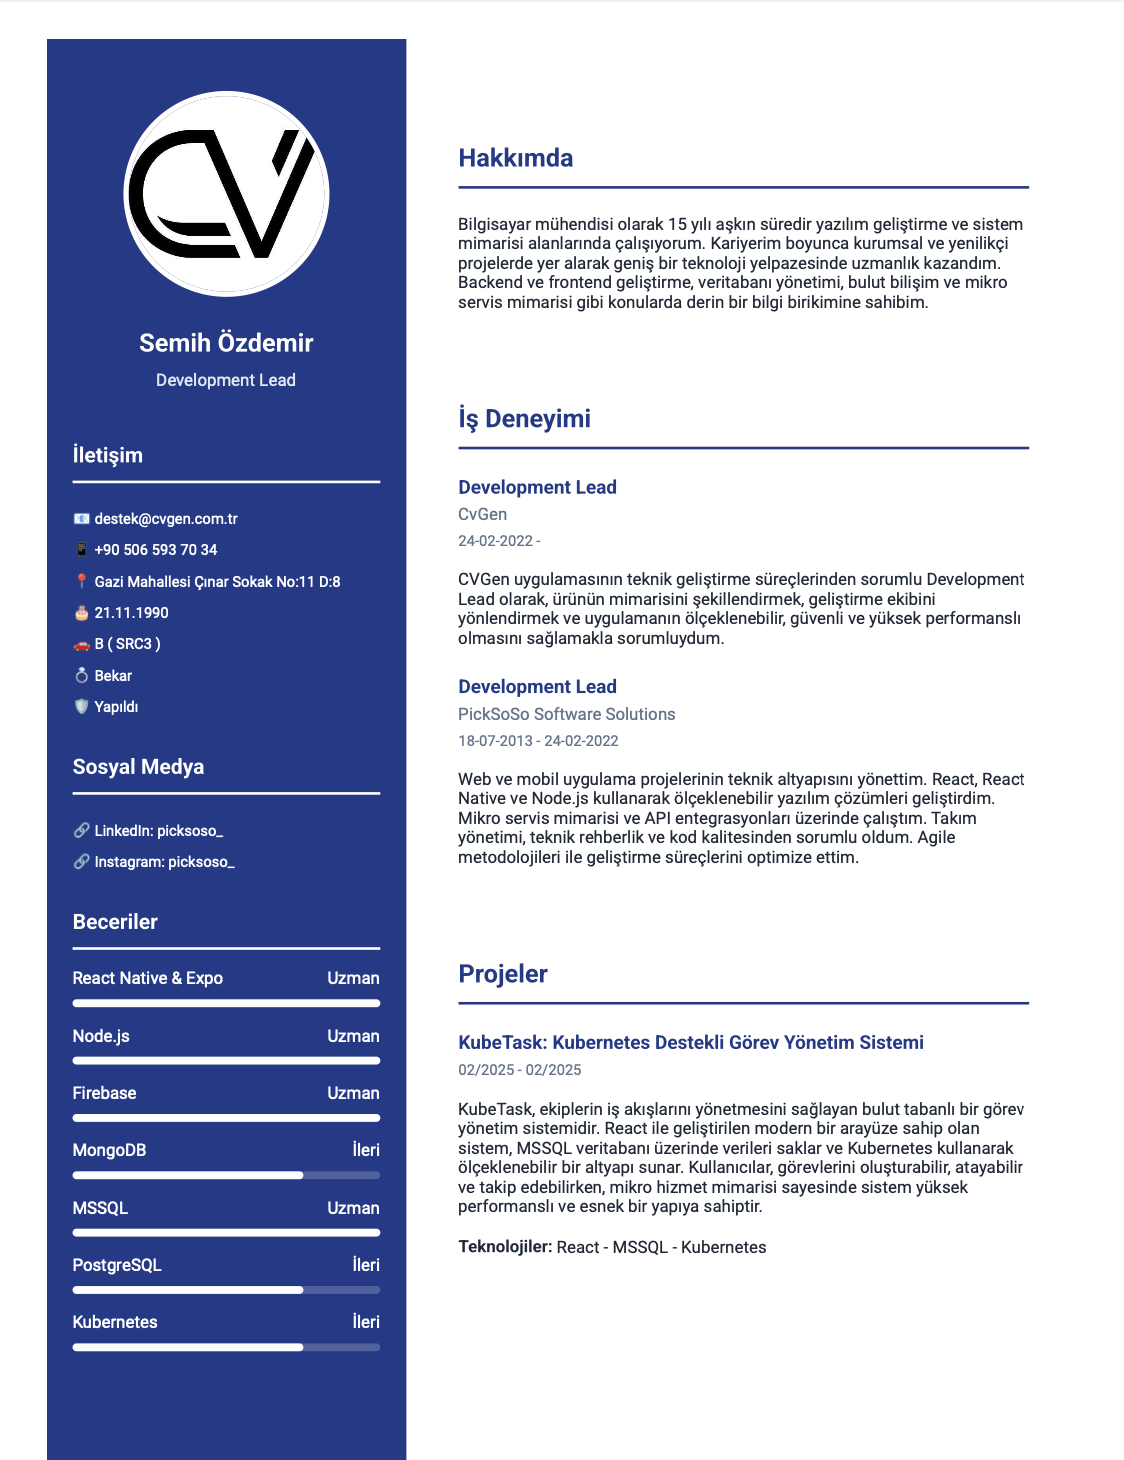 CV
Semih Özdemir
Development Lead
İletişim
📧 destek@cvgen.com.tr
📱 +90 506 593 70 34
📍 Gazi Mahallesi Çınar Sokak No:11 D:8
🎂 21.11.1990
🚗 B ( SRC3 )
💍 Bekar
🛡️ Yapıldı
Sosyal Medya
🔗 LinkedIn: picksoso_
🔗 Instagram: picksoso_
Beceriler
React Native & Expo Uzman
Node.js Uzman
Firebase Uzman
MongoDB İleri
MSSQL Uzman
PostgreSQL İleri
Kubernetes İleri
Hakkımda
Bilgisayar mühendisi olarak 15 yılı aşkın süredir yazılım geliştirme ve sistem
mimarisi alanlarında çalışıyorum. Kariyerim boyunca kurumsal ve yenilikçi
projelerde yer alarak geniş bir teknoloji yelpazesinde uzmanlık kazandım.
Backend ve frontend geliştirme, veritabanı yönetimi, bulut bilişim ve mikro
servis mimarisi gibi konularda derin bir bilgi birikimine sahibim.
İş Deneyimi
Development Lead
CvGen
24-02-2022 -
CVGen uygulamasının teknik geliştirme süreçlerinden sorumlu Development
Lead olarak, ürünün mimarisini şekillendirmek, geliştirme ekibini
yönlendirmek ve uygulamanın ölçeklenebilir, güvenli ve yüksek performanslı
olmasını sağlamakla sorumluydum.
Development Lead
PickSoSo Software Solutions
18-07-2013 - 24-02-2022
Web ve mobil uygulama projelerinin teknik altyapısını yönettim. React, React
Native ve Node.js kullanarak ölçeklenebilir yazılım çözümleri geliştirdim.
Mikro servis mimarisi ve API entegrasyonları üzerinde çalıştım. Takım
yönetimi, teknik rehberlik ve kod kalitesinden sorumlu oldum. Agile
metodolojileri ile geliştirme süreçlerini optimize ettim.
Projeler
KubeTask: Kubernetes Destekli Görev Yönetim Sistemi
02/2025 - 02/2025
KubeTask, ekiplerin iş akışlarını yönetmesini sağlayan bulut tabanlı bir görev
yönetim sistemidir. React ile geliştirilen modern bir arayüze sahip olan
sistem, MSSQL veritabanı üzerinde verileri saklar ve Kubernetes kullanarak
ölçeklenebilir bir altyapı sunar. Kullanıcılar, görevlerini oluşturabilir, atayabilir
ve takip edebilirken, mikro hizmet mimarisi sayesinde sistem yüksek
performanslı ve esnek bir yapıya sahiptir.
Teknolojiler: React - MSSQL - Kubernetes